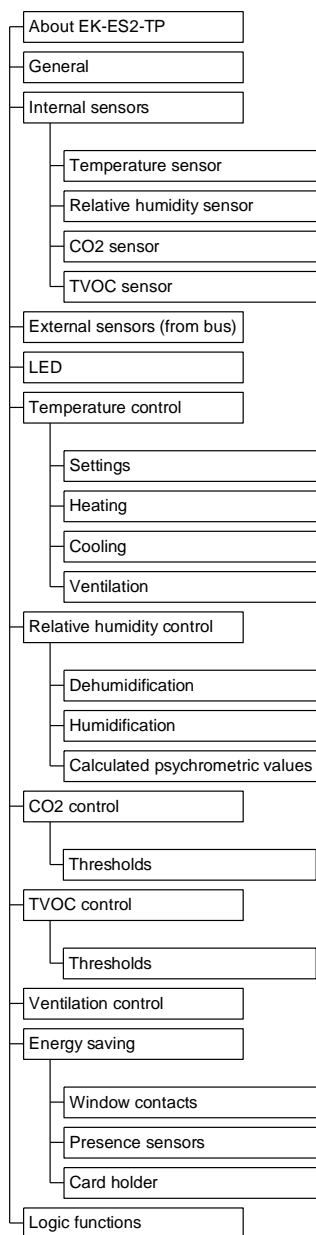 About EK-ES2-TP
General
Internal sensors
Temperature sensor
Relative humidity sensor
CO2 sensor
TVOC sensor
External sensors (from bus)
LED
Temperature control
Settings
Heating
Cooling
Ventilation
Relative humidity control
Dehumidification
Humidification
Calculated psychrometric values
CO2 control
Thresholds
TVOC control
Thresholds
Ventilation control
Energy saving
Window contacts
Presence sensors
Card holder
Logic functions